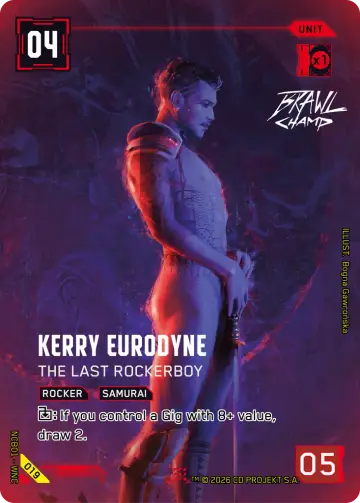 04
UNIT
x1
BRAWL
CHAMP
ILLUST. Bogna Gawrońska
KERRY EURODYNE
THE LAST ROCKERBOY
ROCKER SAMURAI
: If you control a Gig with 8+ value,
draw 2.
019
™ © 2026 CD PROJEKT S.A.
05